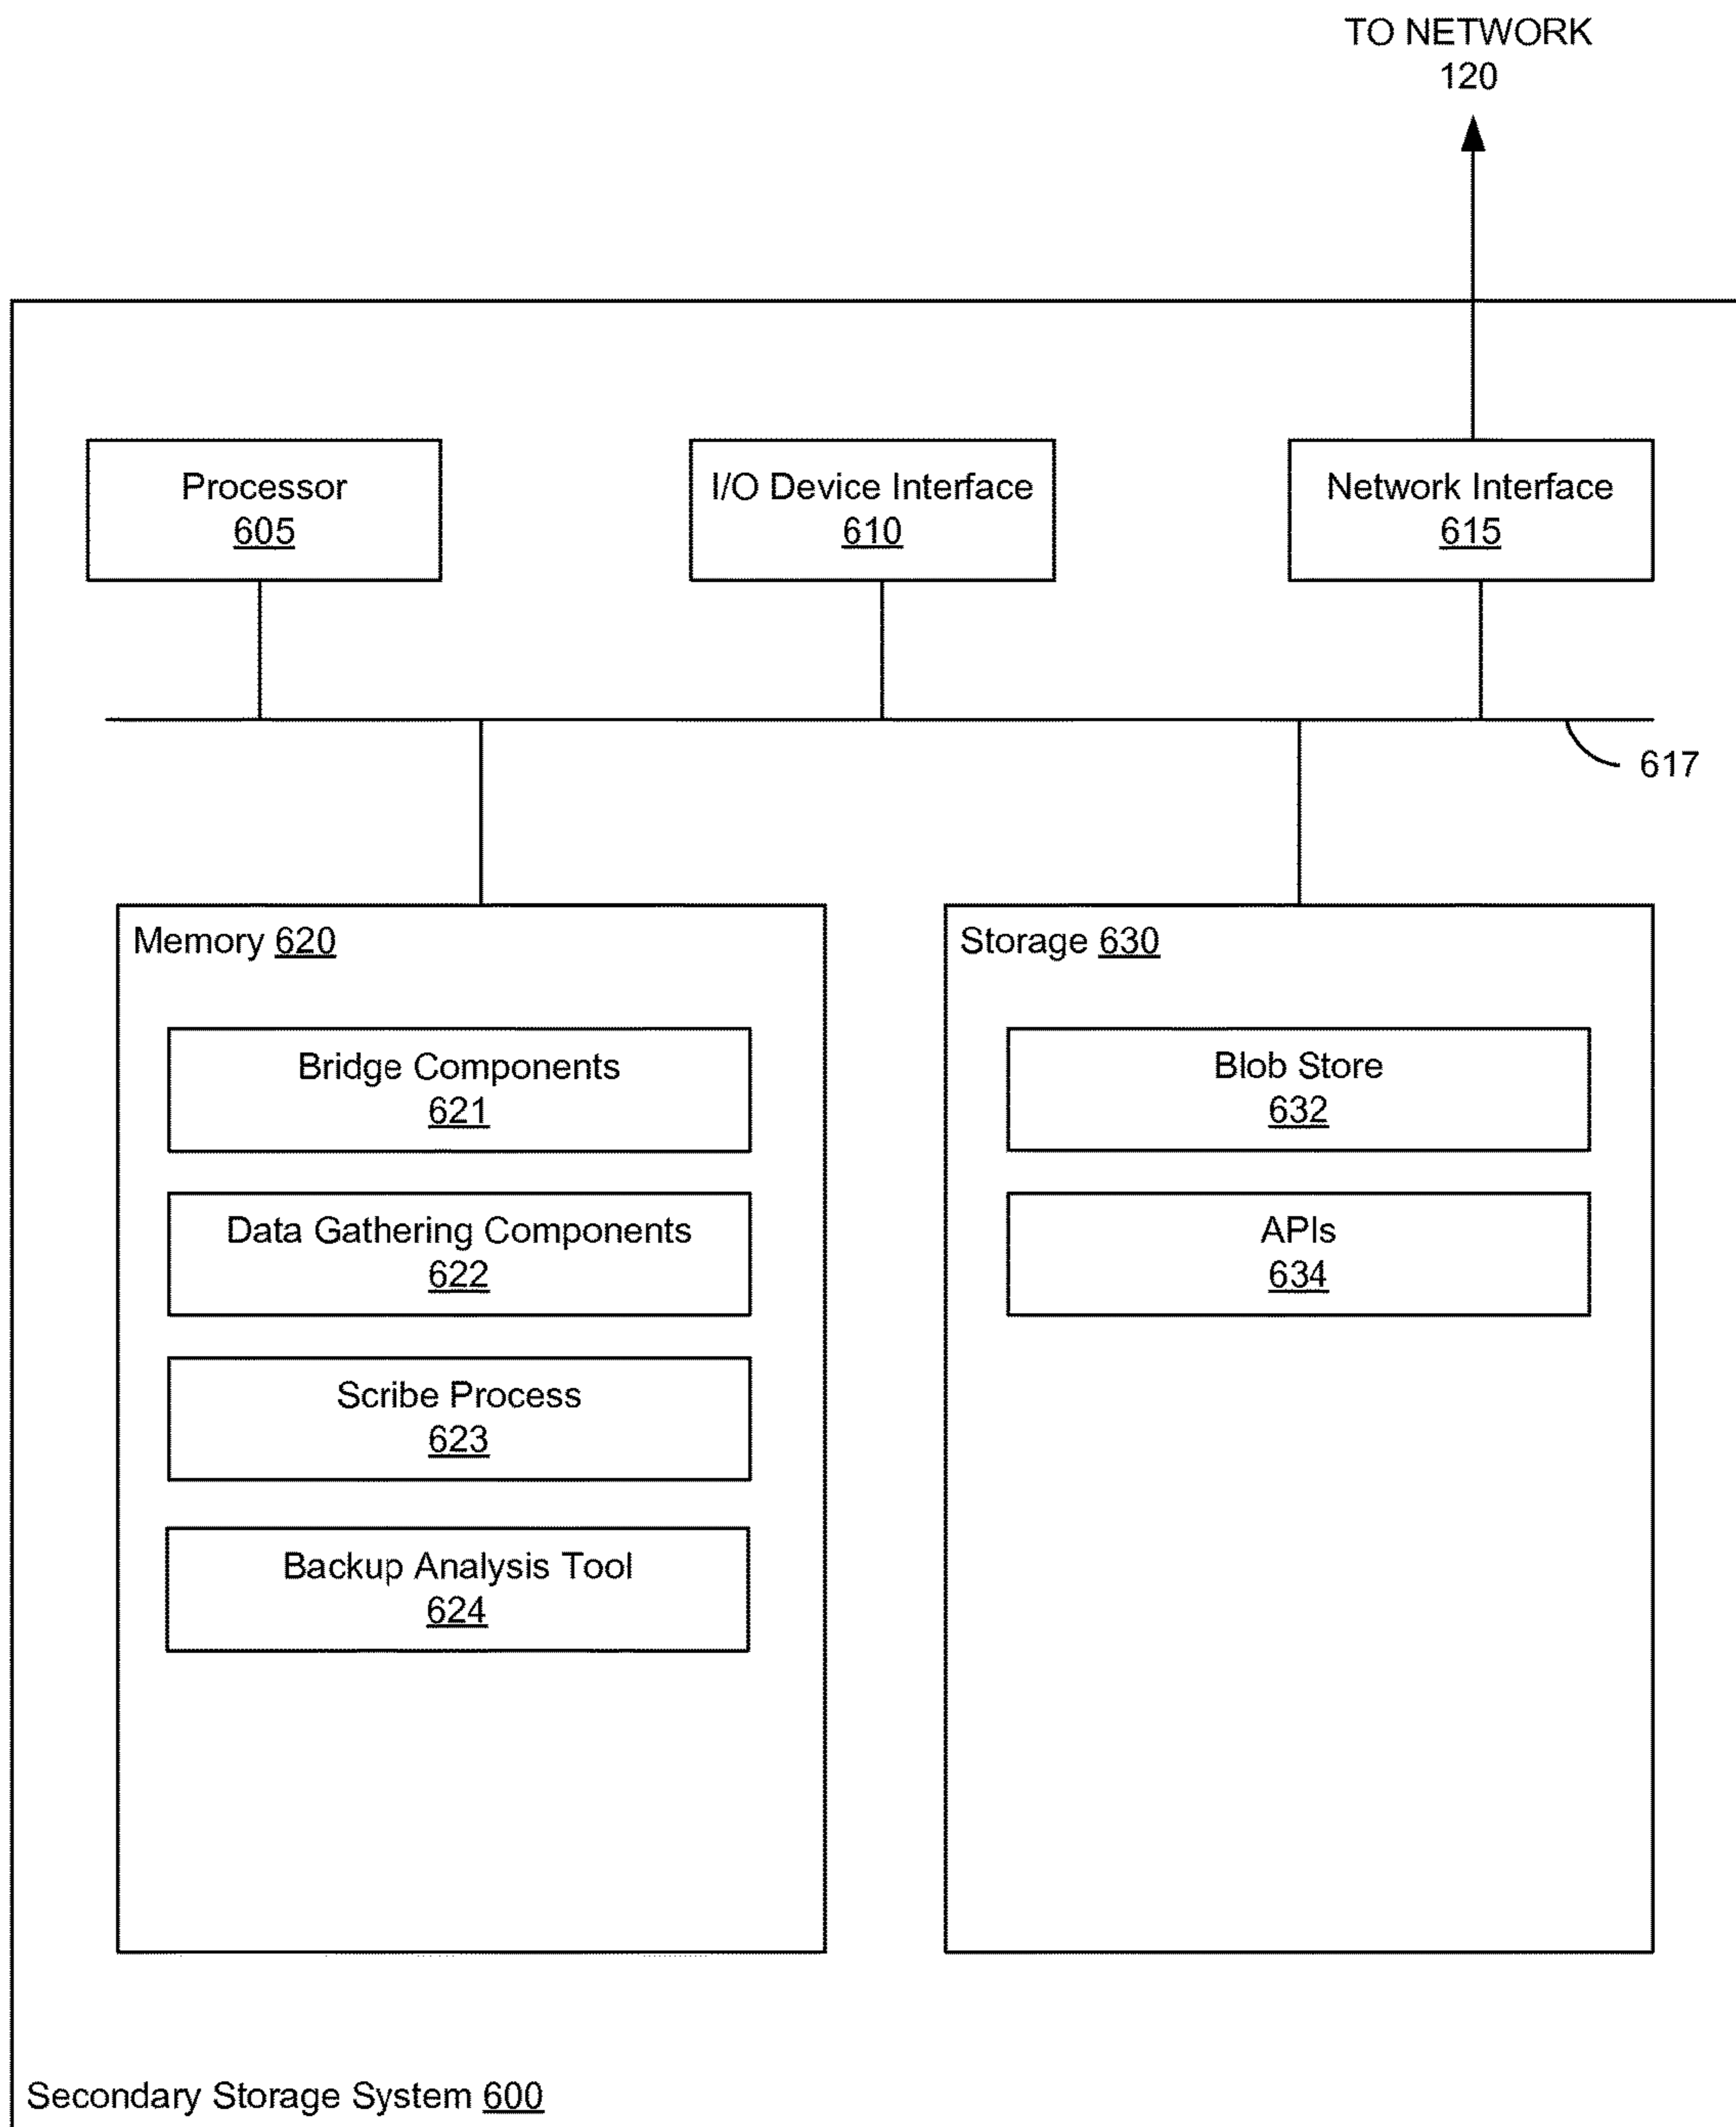 TO NETWORK
120
Processor
605
I/O Device Interface
610
Network Interface
615
617
Memory 620
Bridge Components
621
Data Gathering Components
622
Scribe Process
623
Backup Analysis Tool
624
Storage 630
Blob Store
632
APIs
634
Secondary Storage System 600